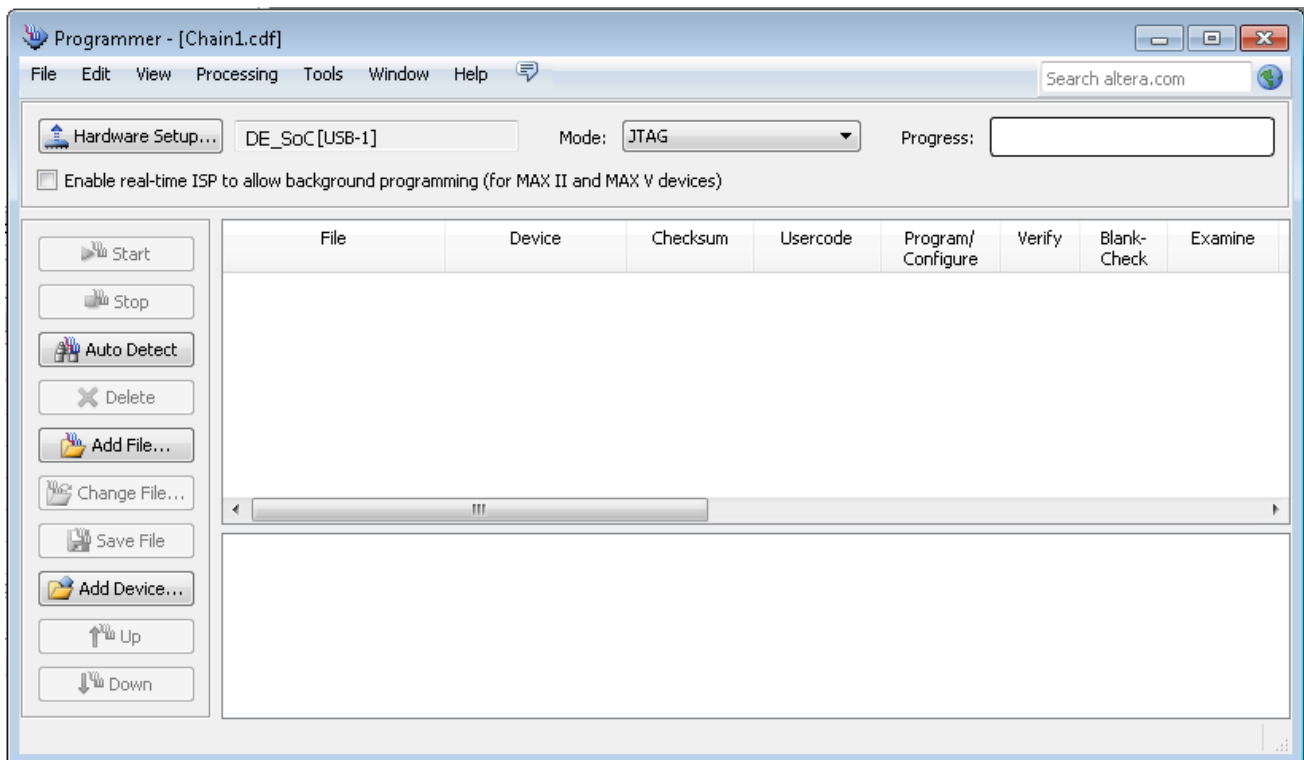 Programmer - [Chain1.cdf]
File Edit View Processing Tools Window Help
Search altera.com
Hardware Setup... DE_SoC [USB-1] Mode: JTAG Progress:
Enable real-time ISP to allow background programming (for MAX II and MAX V devices)
File Device Checksum Usercode Program/ Configure Verify Blank- Check Examine
Start
Stop
Auto Detect
Delete
Add File...
Change File...
Save File
Add Device...
Up
Down